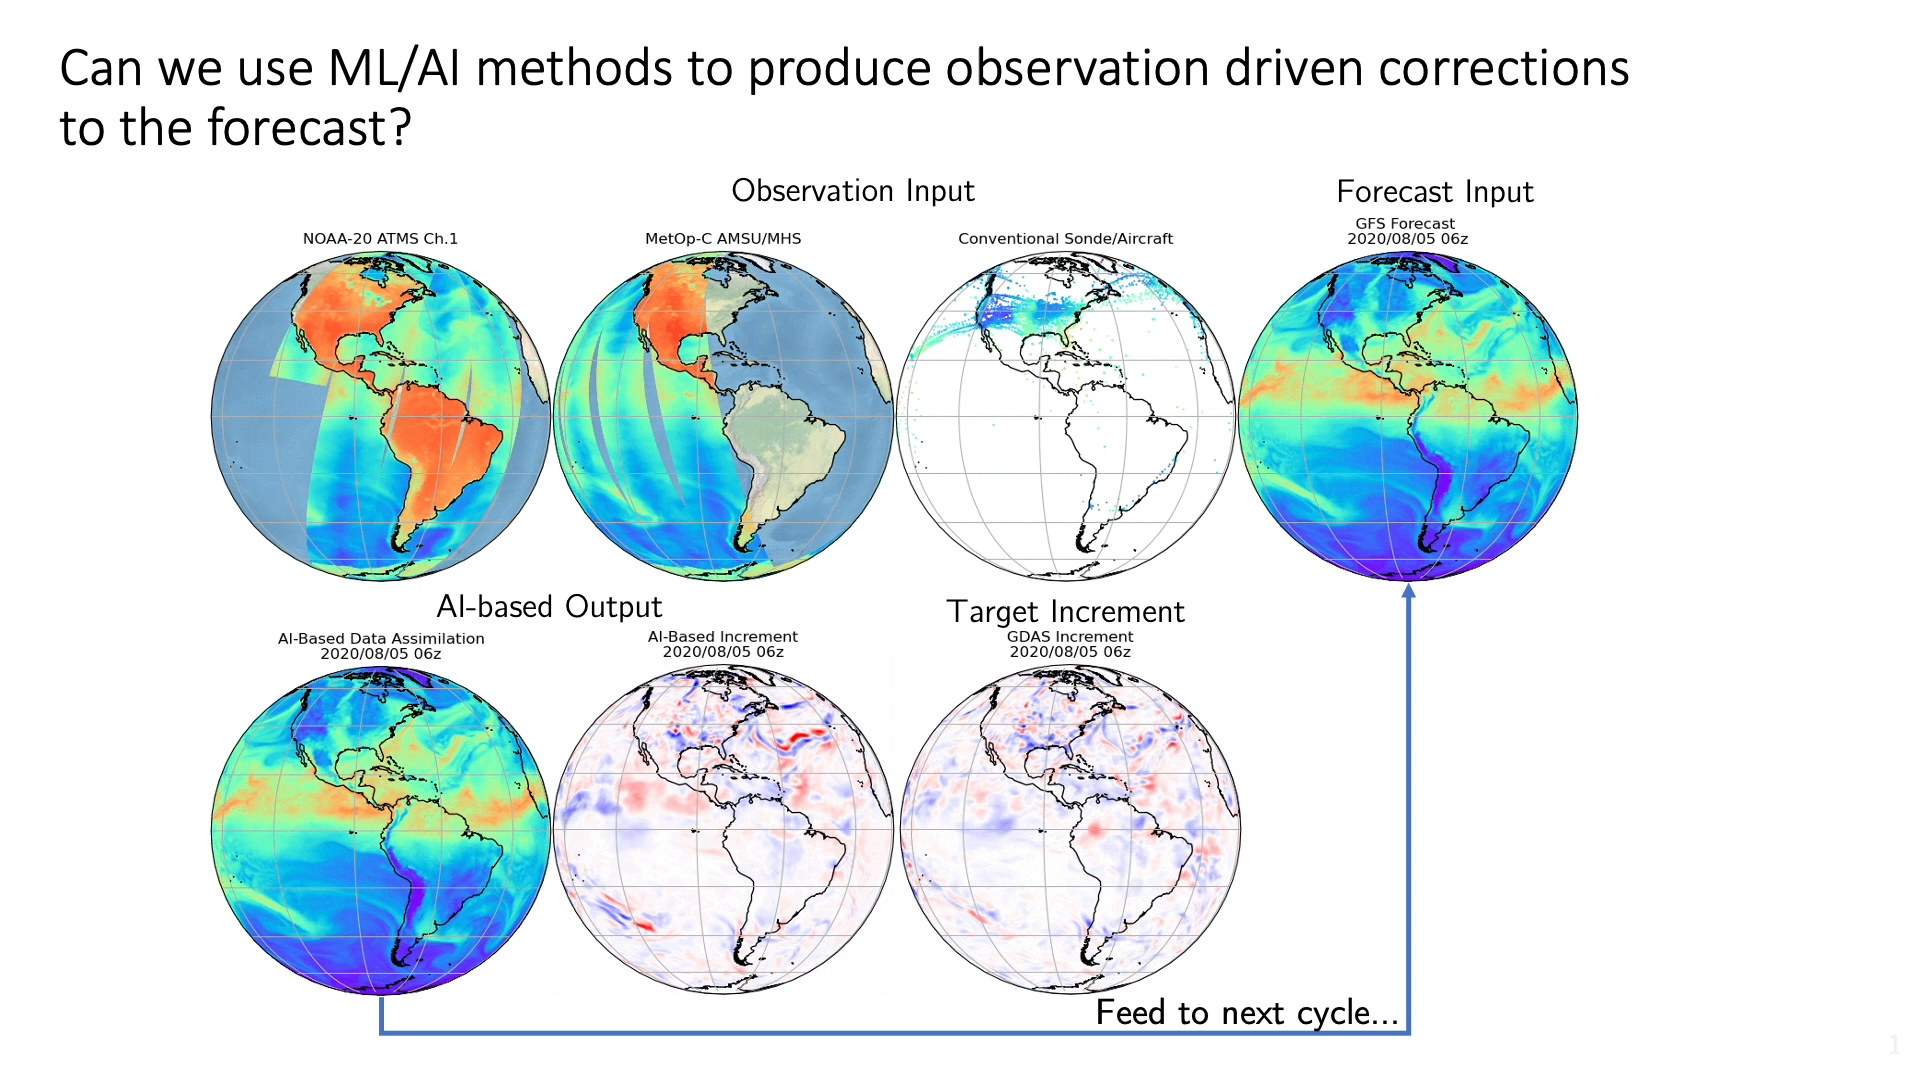 Can we use ML/AI methods to produce observation driven corrections
to the forecast?
Observation Input
Forecast Input
NOAA-20 ATMS Ch.1
MetOp-C AMSU/MHS
Conventional Sonde/Aircraft
GFS Forecast
2020/08/05 06z
AI-based Output
Target Increment
AI-Based Data Assimilation
2020/08/05 06z
AI-Based Increment
2020/08/05 06z
GDAS Increment
2020/08/05 06z
Feed to next cycle...
1